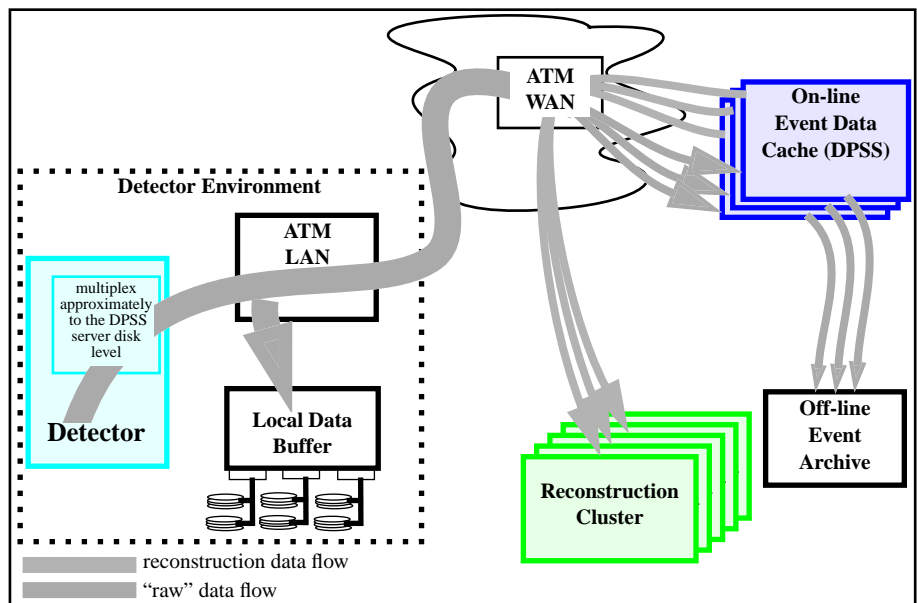 ATM
WAN
On-line
Event Data
Cache (DPSS)
Detector Environment
ATM
LAN
multiplex
approximately
to the DPSS
server disk
level
Detector
Local Data
Buffer
Off-line
Event
Archive
Reconstruction
Cluster
reconstruction data flow
“raw” data flow